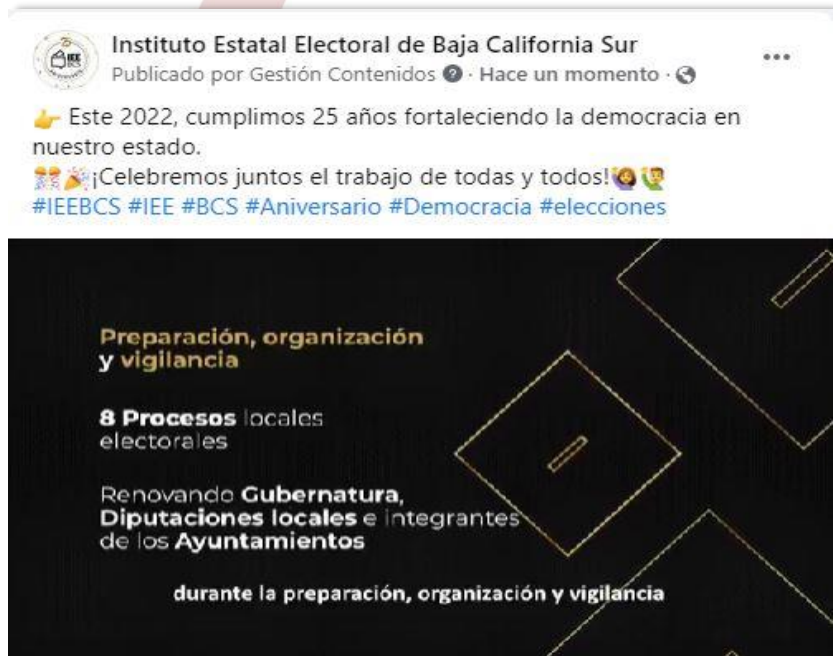 Instituto Estatal Electoral de Baja California Sur
Publicado por Gestión Contenidos · Hace un momento ·
👉 Este 2022, cumplimos 25 años fortaleciendo la democracia en
nuestro estado.
🎊🎉¡Celebremos juntos el trabajo de todas y todos!🙋‍♀️🙋‍♂️
#IEEBCS #IEE #BCS #Aniversario #Democracia #elecciones
Preparación, organización
y vigilancia
8 Procesos locales
electorales
Renovando Gubernatura,
Diputaciones locales e integrantes
de los Ayuntamientos
durante la preparación, organización y vigilancia